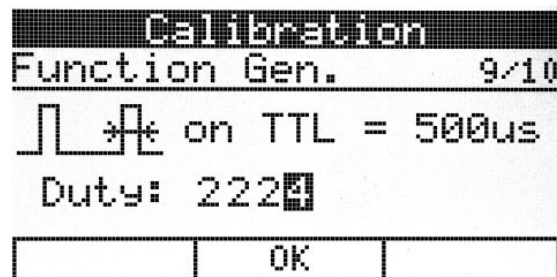 Calibration
Function Gen. 9/10
on TTL = 500us
Duty: 2224
OK